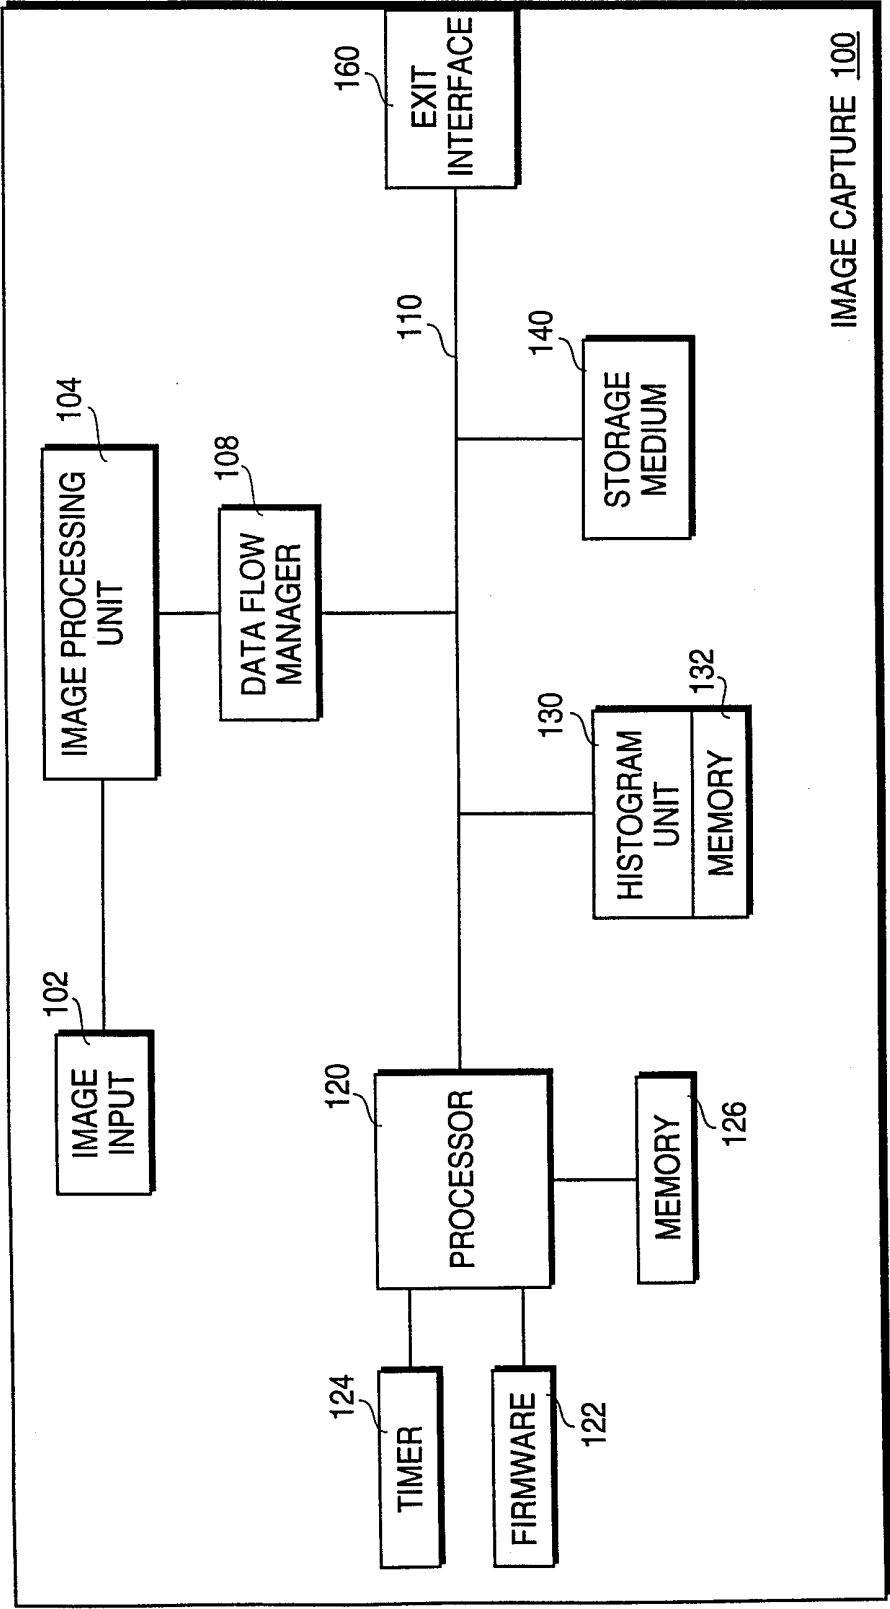 102
IMAGE
INPUT
104
IMAGE PROCESSING
UNIT
108
DATA FLOW
MANAGER
124
TIMER
120
PROCESSOR
110
160
EXIT
INTERFACE
FIRMWARE
122
MEMORY
126
130
HISTOGRAM
UNIT
132
MEMORY
140
STORAGE
MEDIUM
IMAGE CAPTURE 100